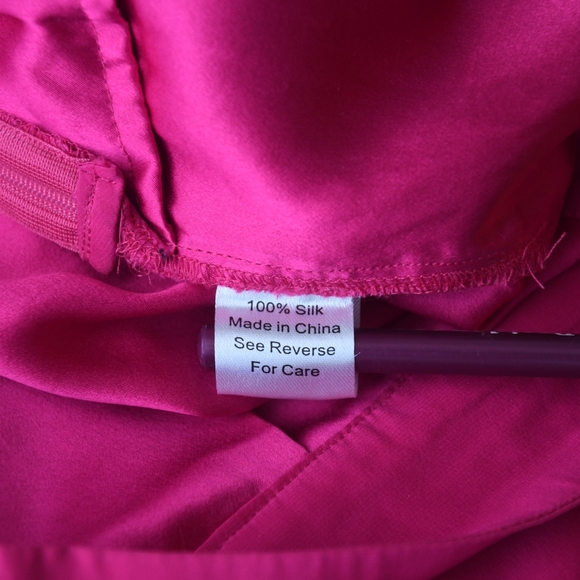 100% Silk
Made in China
See Reverse
For Care